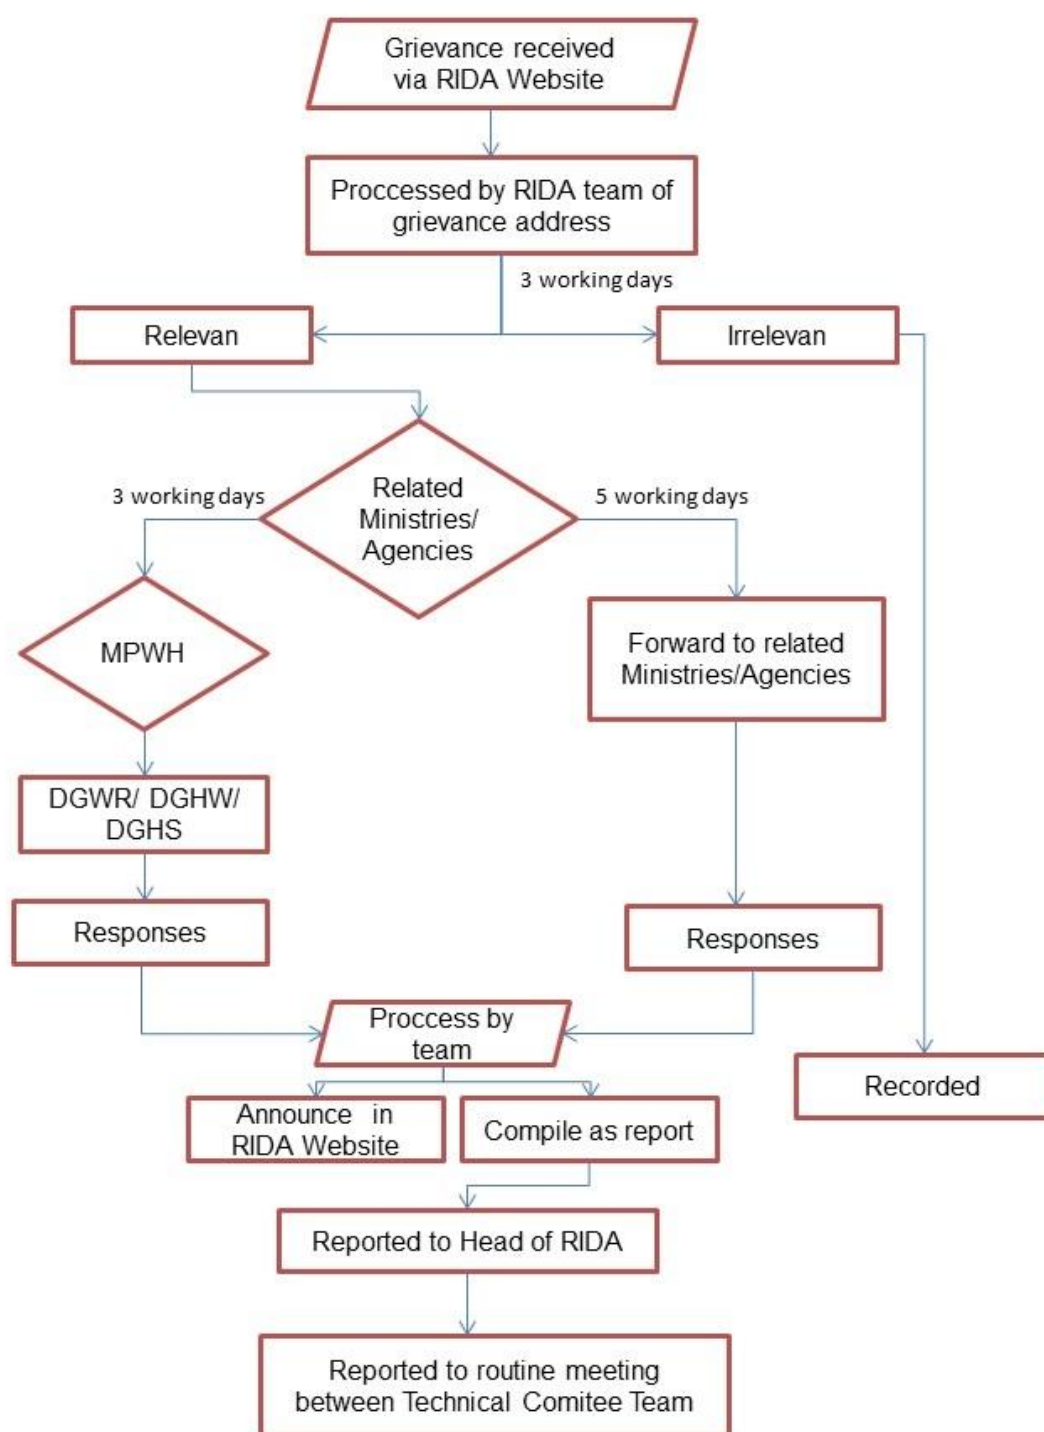 Grievance received
via RIDA Website
Proccessed by RIDA team of
grievance address
3 working days
Relevan
Irrelevan
3 working days
Related
Ministries/
Agencies
5 working days
MPWH
Forward to related
Ministries/Agencies
DGWR/ DGHW/
DGHS
Responses
Responses
Proccess by
team
Recorded
Announce in
RIDA Website
Compile as report
Reported to Head of RIDA
Reported to routine meeting
between Technical Comitee Team